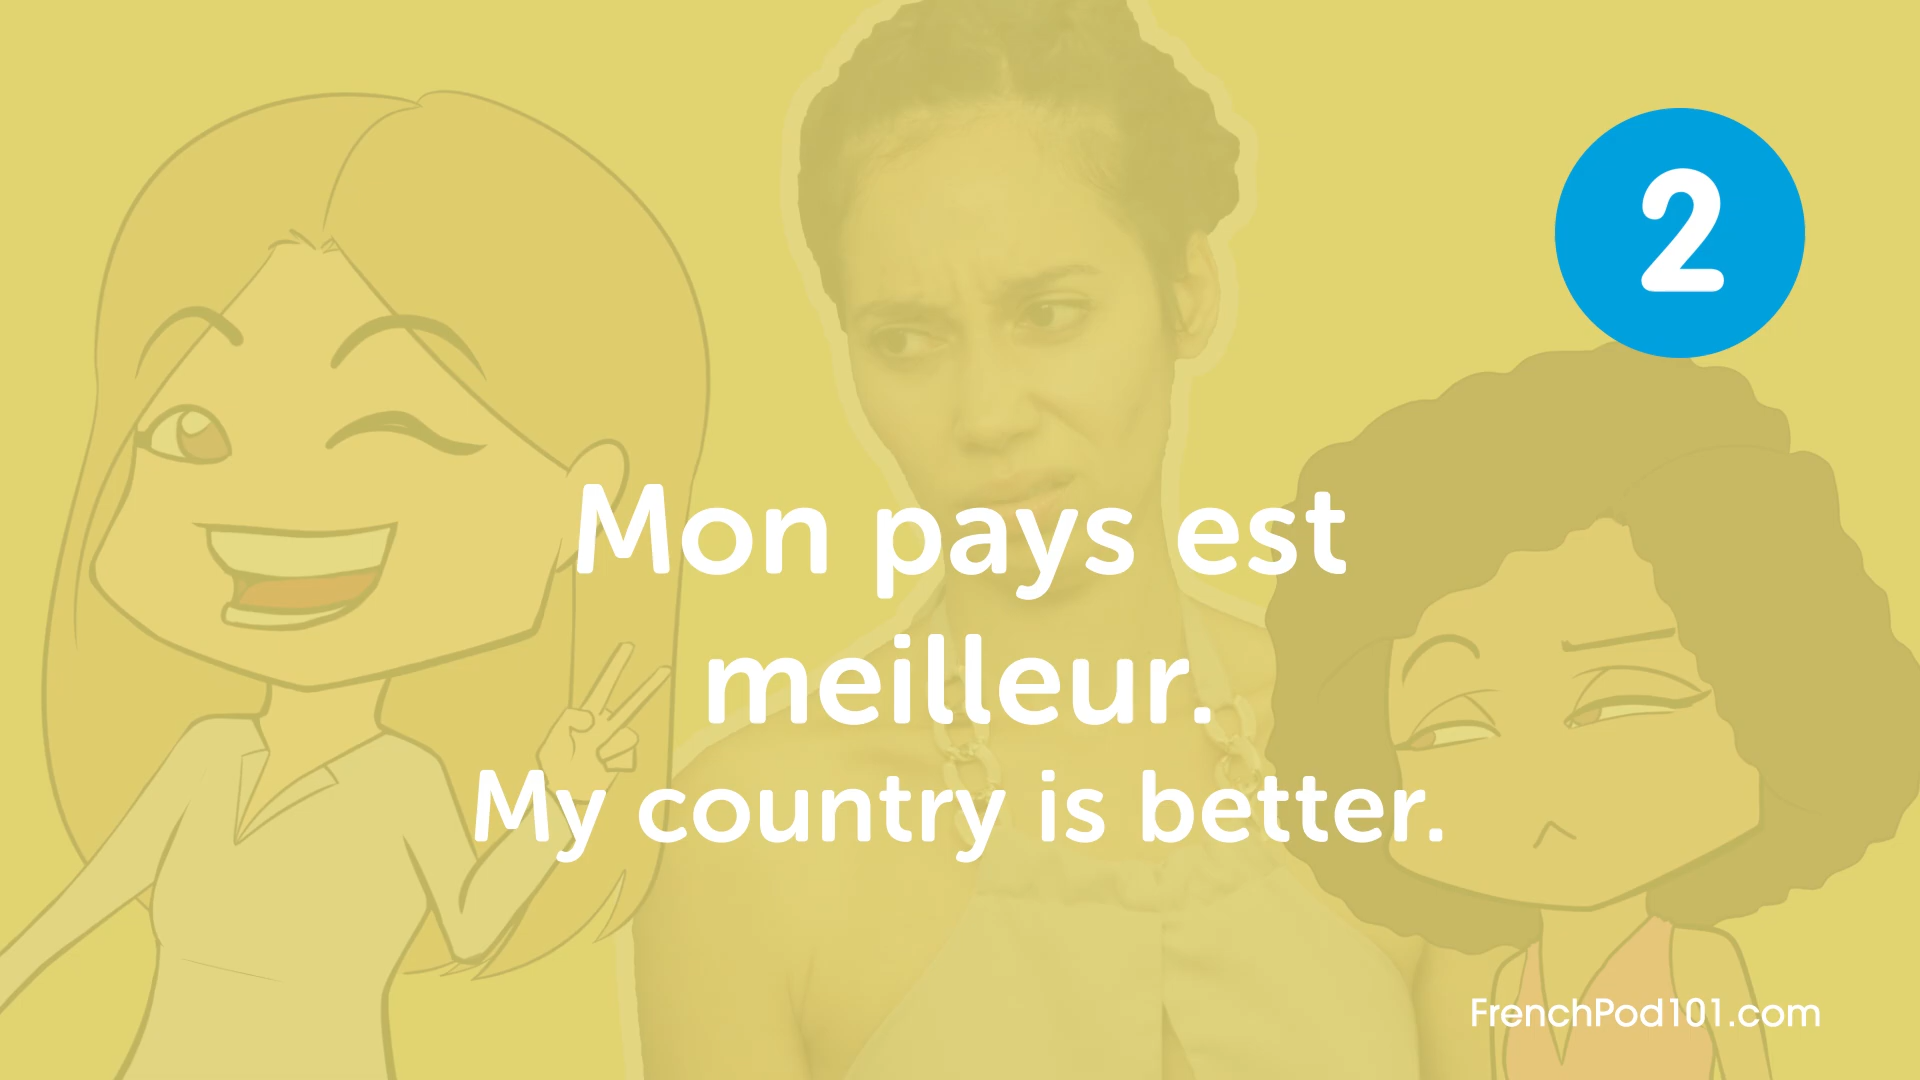 2
Mon pays est
meilleur.
My country is better.
FrenchPod101.com